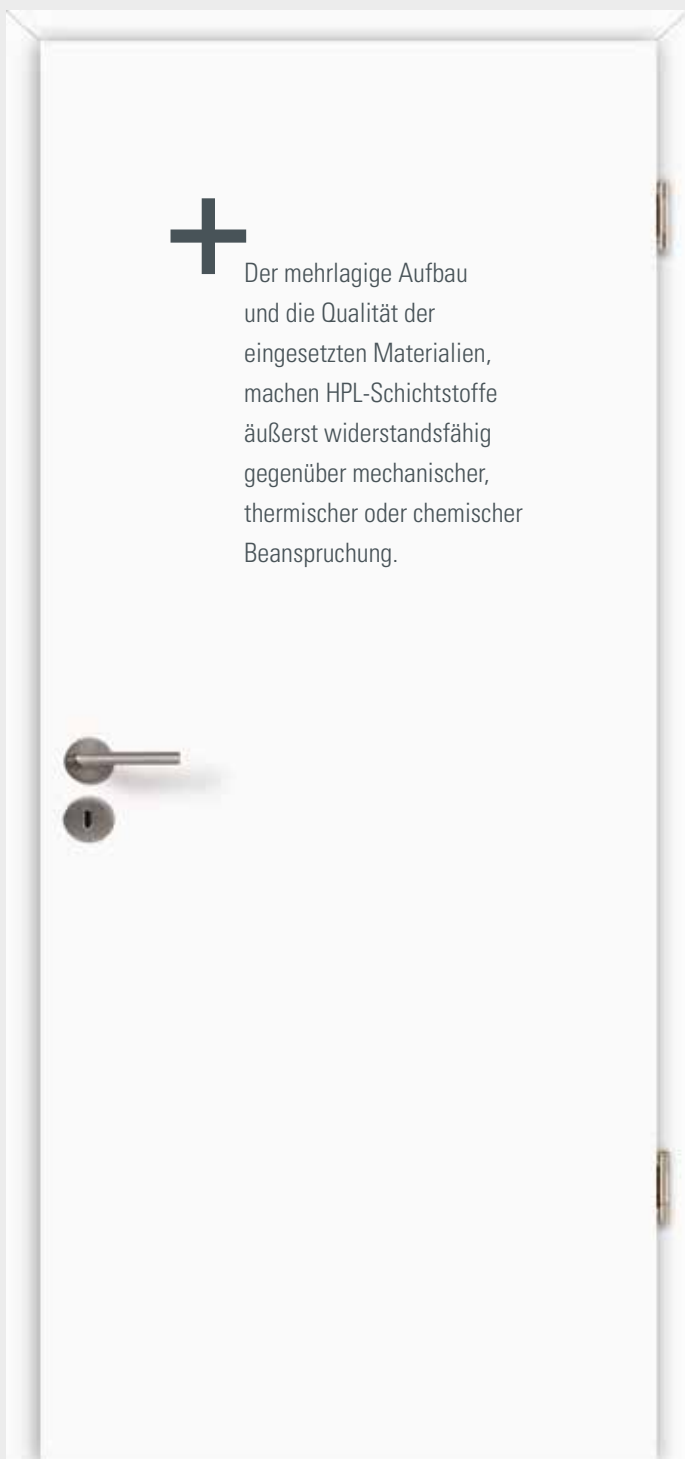 Der mehrlagige Aufbau
und die Qualität der
eingesetzten Materialien,
machen HPL-Schichtstoffe
äußerst widerstandsfähig
gegenüber mechanischer,
thermischer oder chemischer
Beanspruchung.